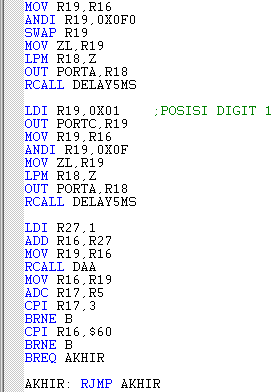 MOV R19,R16
ANDI R19,0X0F0
SWAP R19
MOV ZL,R19
LPM R18,Z
OUT PORTA,R18
RCALL DELAY5MS
LDI R19,0X01 ;POSISI DIGIT 1
OUT PORTC,R19
MOV R19,R16
ANDI R19,0X0F
MOV ZL,R19
LPM R18,Z
OUT PORTA,R18
RCALL DELAY5MS
LDI R27,1
ADD R16,R27
MOV R19,R16
RCALL DAA
MOV R16,R19
ADC R17,R5
CPI R17,3
BRNE B
CPI R16,$60
BRNE B
BREQ AKHIR
AKHIR: RJMP AKHIR